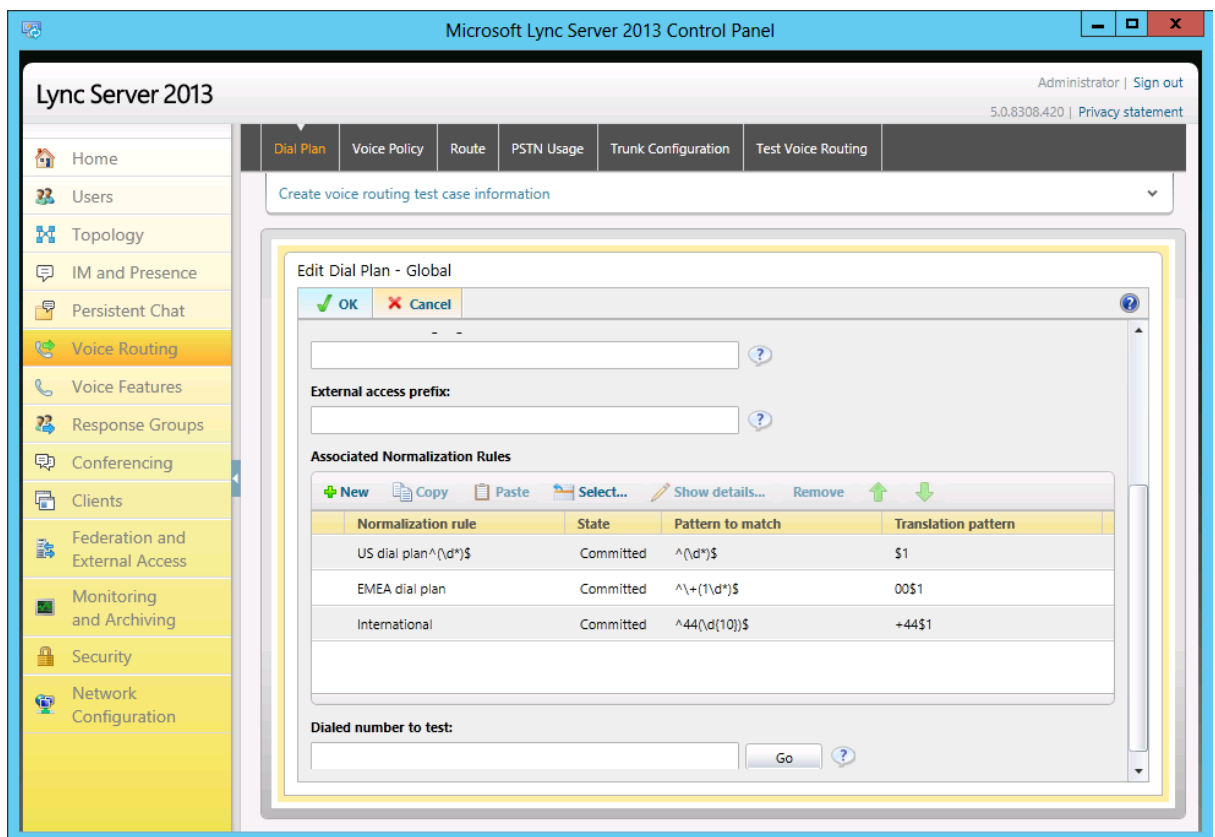 Microsoft Lync Server 2013 Control Panel
Lync Server 2013
Administrator | Sign out
5.0.8308.420 | Privacy statement
Home
Users
Topology
IM and Presence
Persistent Chat
Voice Routing
Voice Features
Response Groups
Conferencing
Clients
Federation and
External Access
Monitoring
and Archiving
Security
Network
Configuration
Dial Plan Voice Policy Route PSTN Usage Trunk Configuration Test Voice Routing
Create voice routing test case information
Edit Dial Plan - Global
OK Cancel
External access prefix:
Associated Normalization Rules
New Copy Paste Select... Show details... Remove
Normalization rule State Pattern to match Translation pattern
US dial plan^(\d*)$ Committed ^(\d*)$ $1
EMEA dial plan Committed ^\+(1\d*)$ 00$1
International Committed ^44(\d{10})$ +44$1
Dialed number to test:
Go